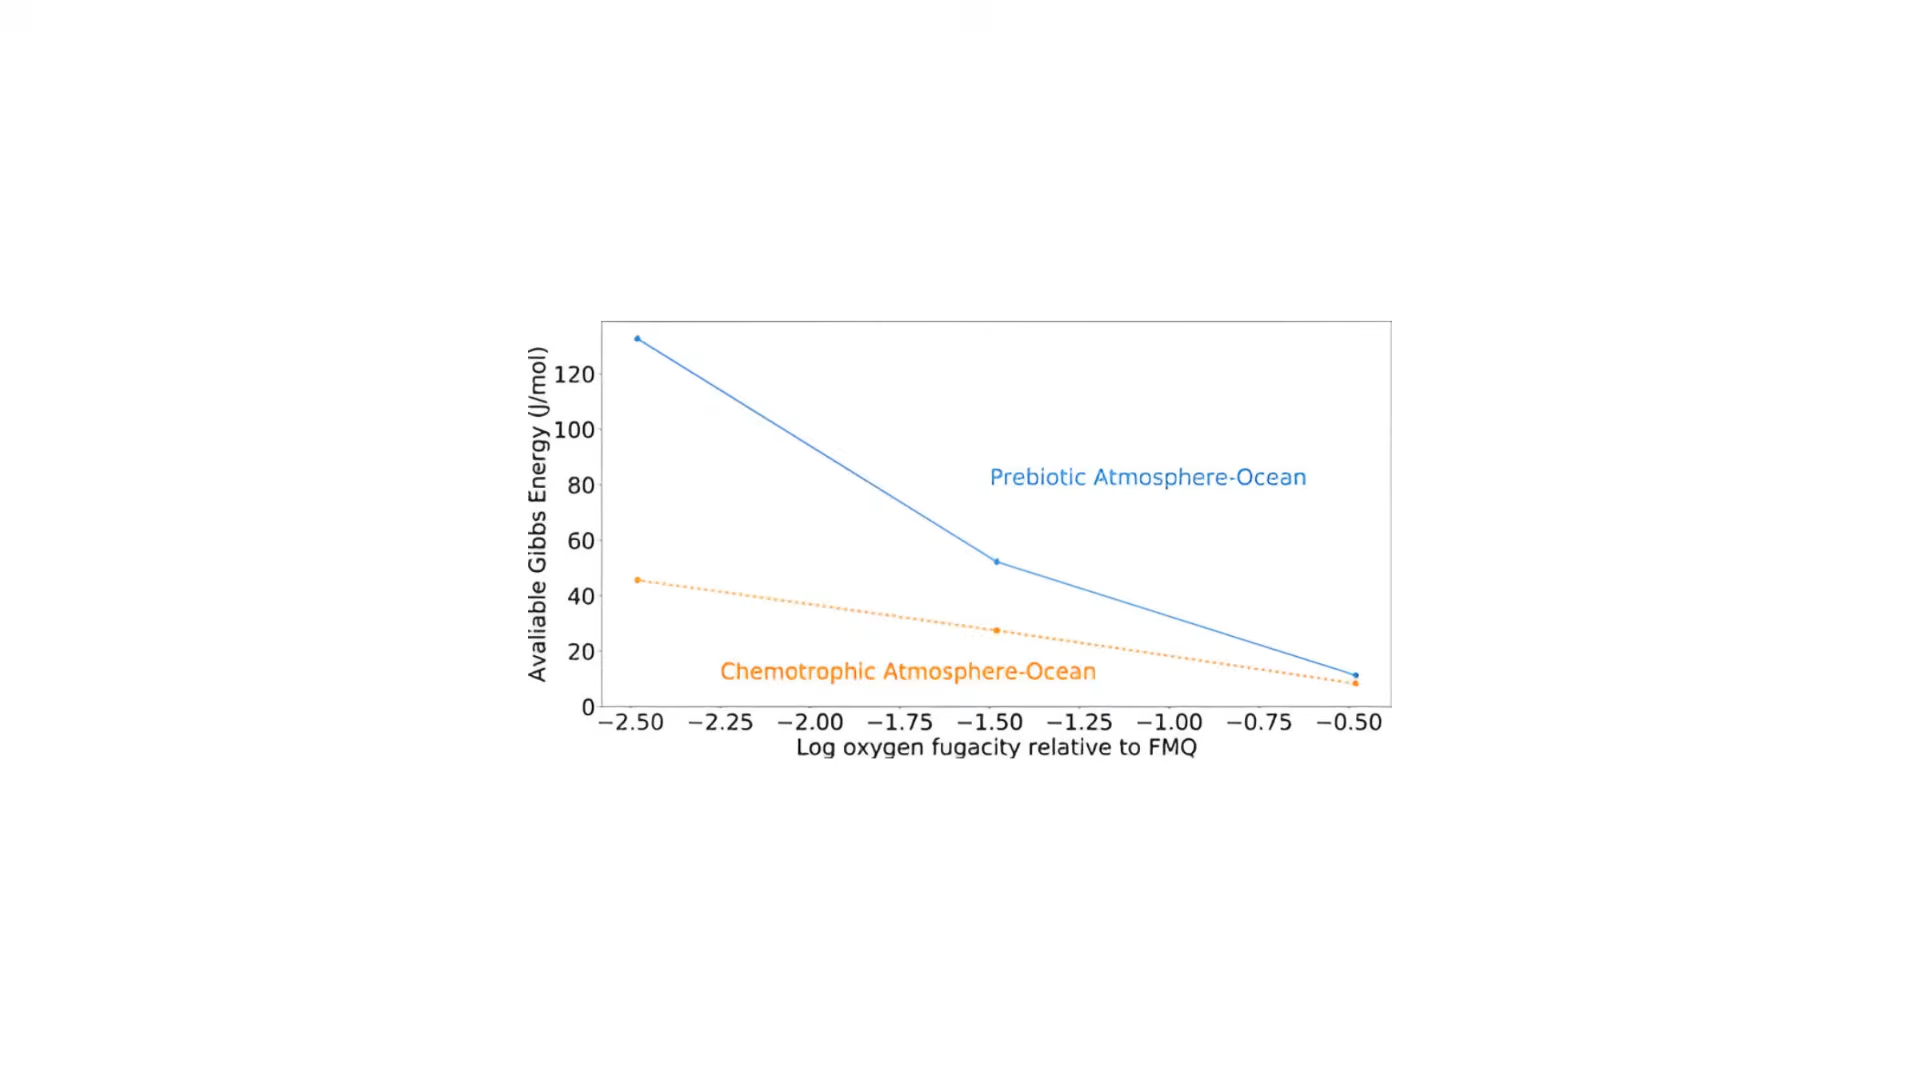 Avaliable Gibbs Energy (J/mol)
120
100
80
60
40
20
0
Prebiotic Atmosphere-Ocean
Chemotrophic Atmosphere-Ocean
−2.50 −2.25 −2.00 −1.75 −1.50 −1.25 −1.00 −0.75 −0.50
Log oxygen fugacity relative to FMQ